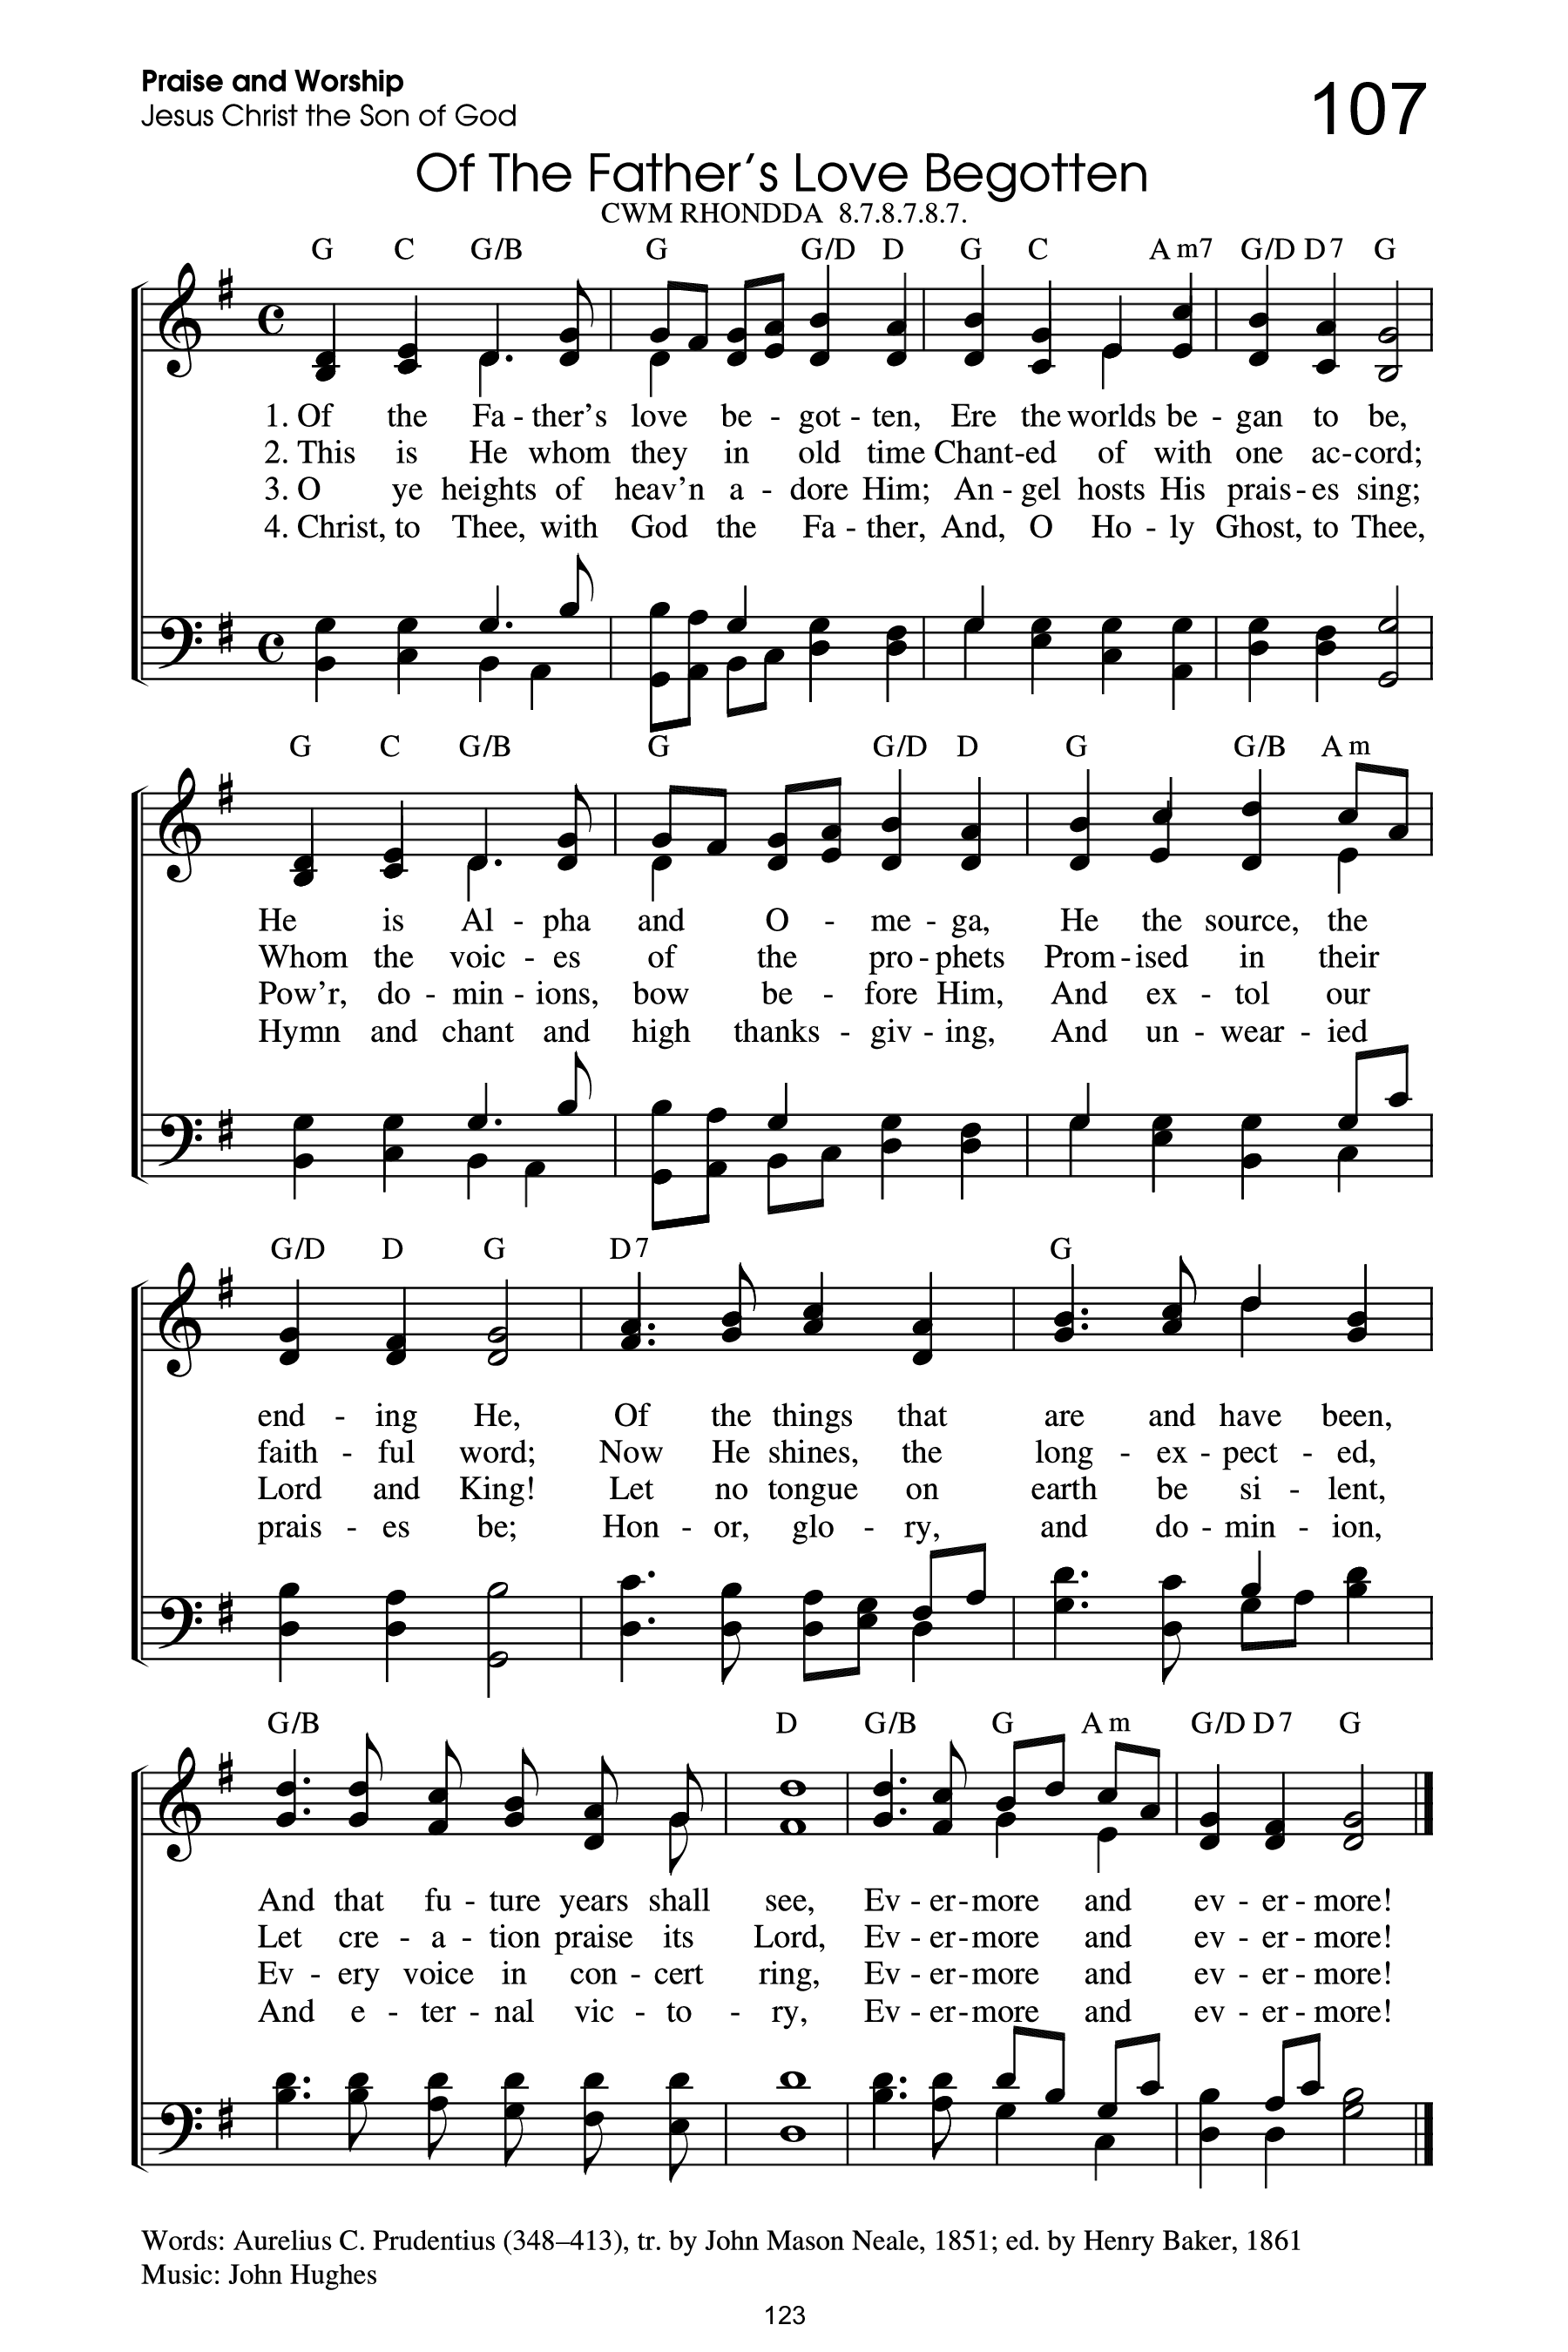 Praise and Worship
107
Jesus Christ the Son of God
Of The Father‘s Love Begotten
CWM RHONDDA 8.7.8.7.8.7.
G C G/B G G/D D G C A m7 G/D D 7 G
1. Of the Fa - ther’s love be - got - ten, Ere the worlds be - gan to be,
2. This is He whom they in old time Chant - ed of with one ac - cord;
3. O ye heights of heav’n a - dore Him; An - gel hosts His prais - es sing;
4. Christ, to Thee, with God the Fa - ther, And, O Ho - ly Ghost, to Thee,
G C G/B G G/D D G G/B A m
He is Al - pha and O - me - ga, He the source, the
Whom the voic - es of the pro - phets Prom - ised in their
Pow’r, do - min - ions, bow be - fore Him, And ex - tol our
Hymn and chant and high thanks - giv - ing, And un - wear - ied
G/D D G D 7 G
end - ing He, Of the things that are and have been,
faith - ful word; Now He shines, the long - ex - pect - ed,
Lord and King! Let no tongue on earth be si - lent,
prais - es be; Hon - or, glo - ry, and do - min - ion,
G/B D G/B G A m G/D D 7 G
And that fu - ture years shall see, Ev - er - more and ev - er - more!
Let cre - a - tion praise its Lord, Ev - er - more and ev - er - more!
Ev - ery voice in con - cert ring, Ev - er - more and ev - er - more!
And e - ter - nal vic - to - ry, Ev - er - more and ev - er - more!
Words: Aurelius C. Prudentius (348–413), tr. by John Mason Neale, 1851; ed. by Henry Baker, 1861
Music: John Hughes
123